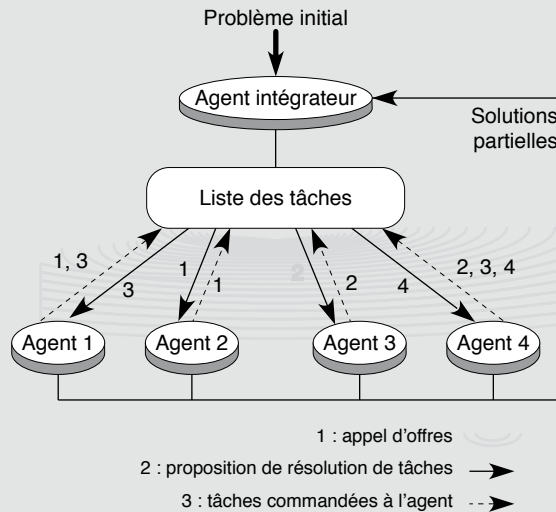 Problème initial
Agent intégrateur
Solutions
partielles
Liste des tâches
1, 3
3
1
1
2
2
4
2, 3, 4
Agent 1
Agent 2
Agent 3
Agent 4
1 : appel d'offres
2 : proposition de résolution de tâches
3 : tâches commandées à l'agent